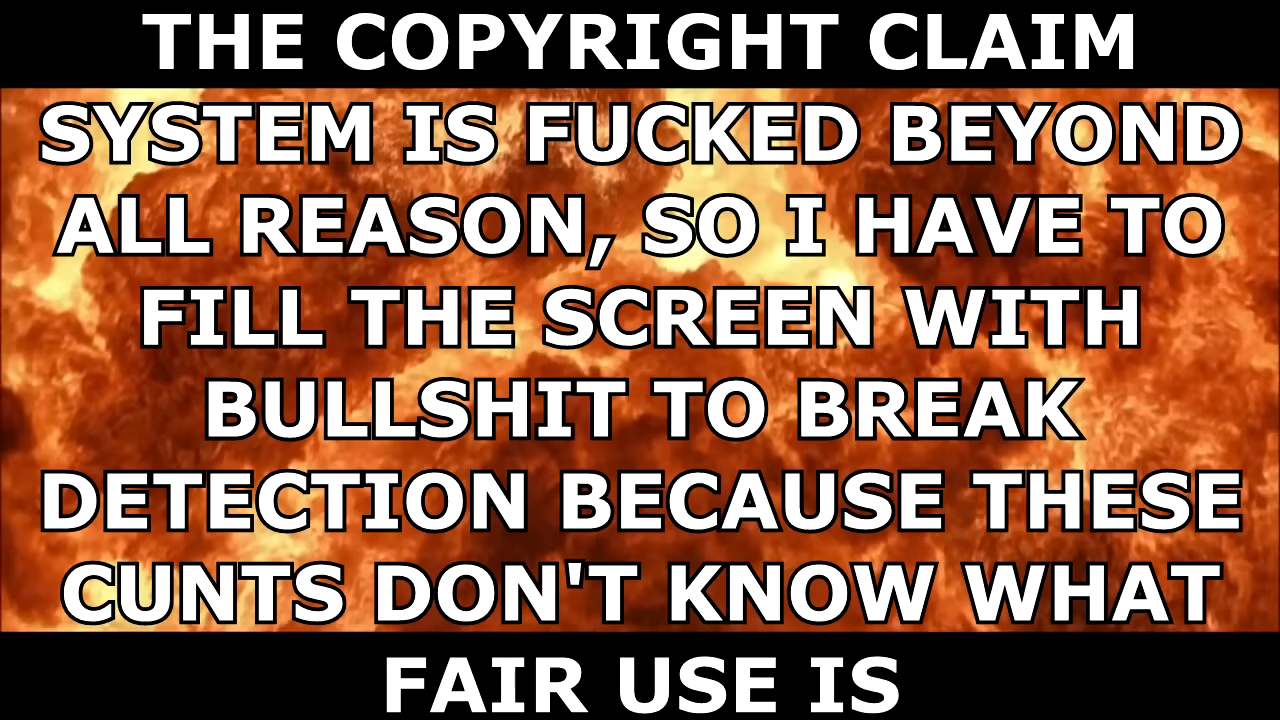 THE COPYRIGHT CLAIM
SYSTEM IS FUCKED BEYOND
ALL REASON, SO I HAVE TO
FILL THE SCREEN WITH
BULLSHIT TO BREAK
DETECTION BECAUSE THESE
CUNTS DON'T KNOW WHAT
FAIR USE IS